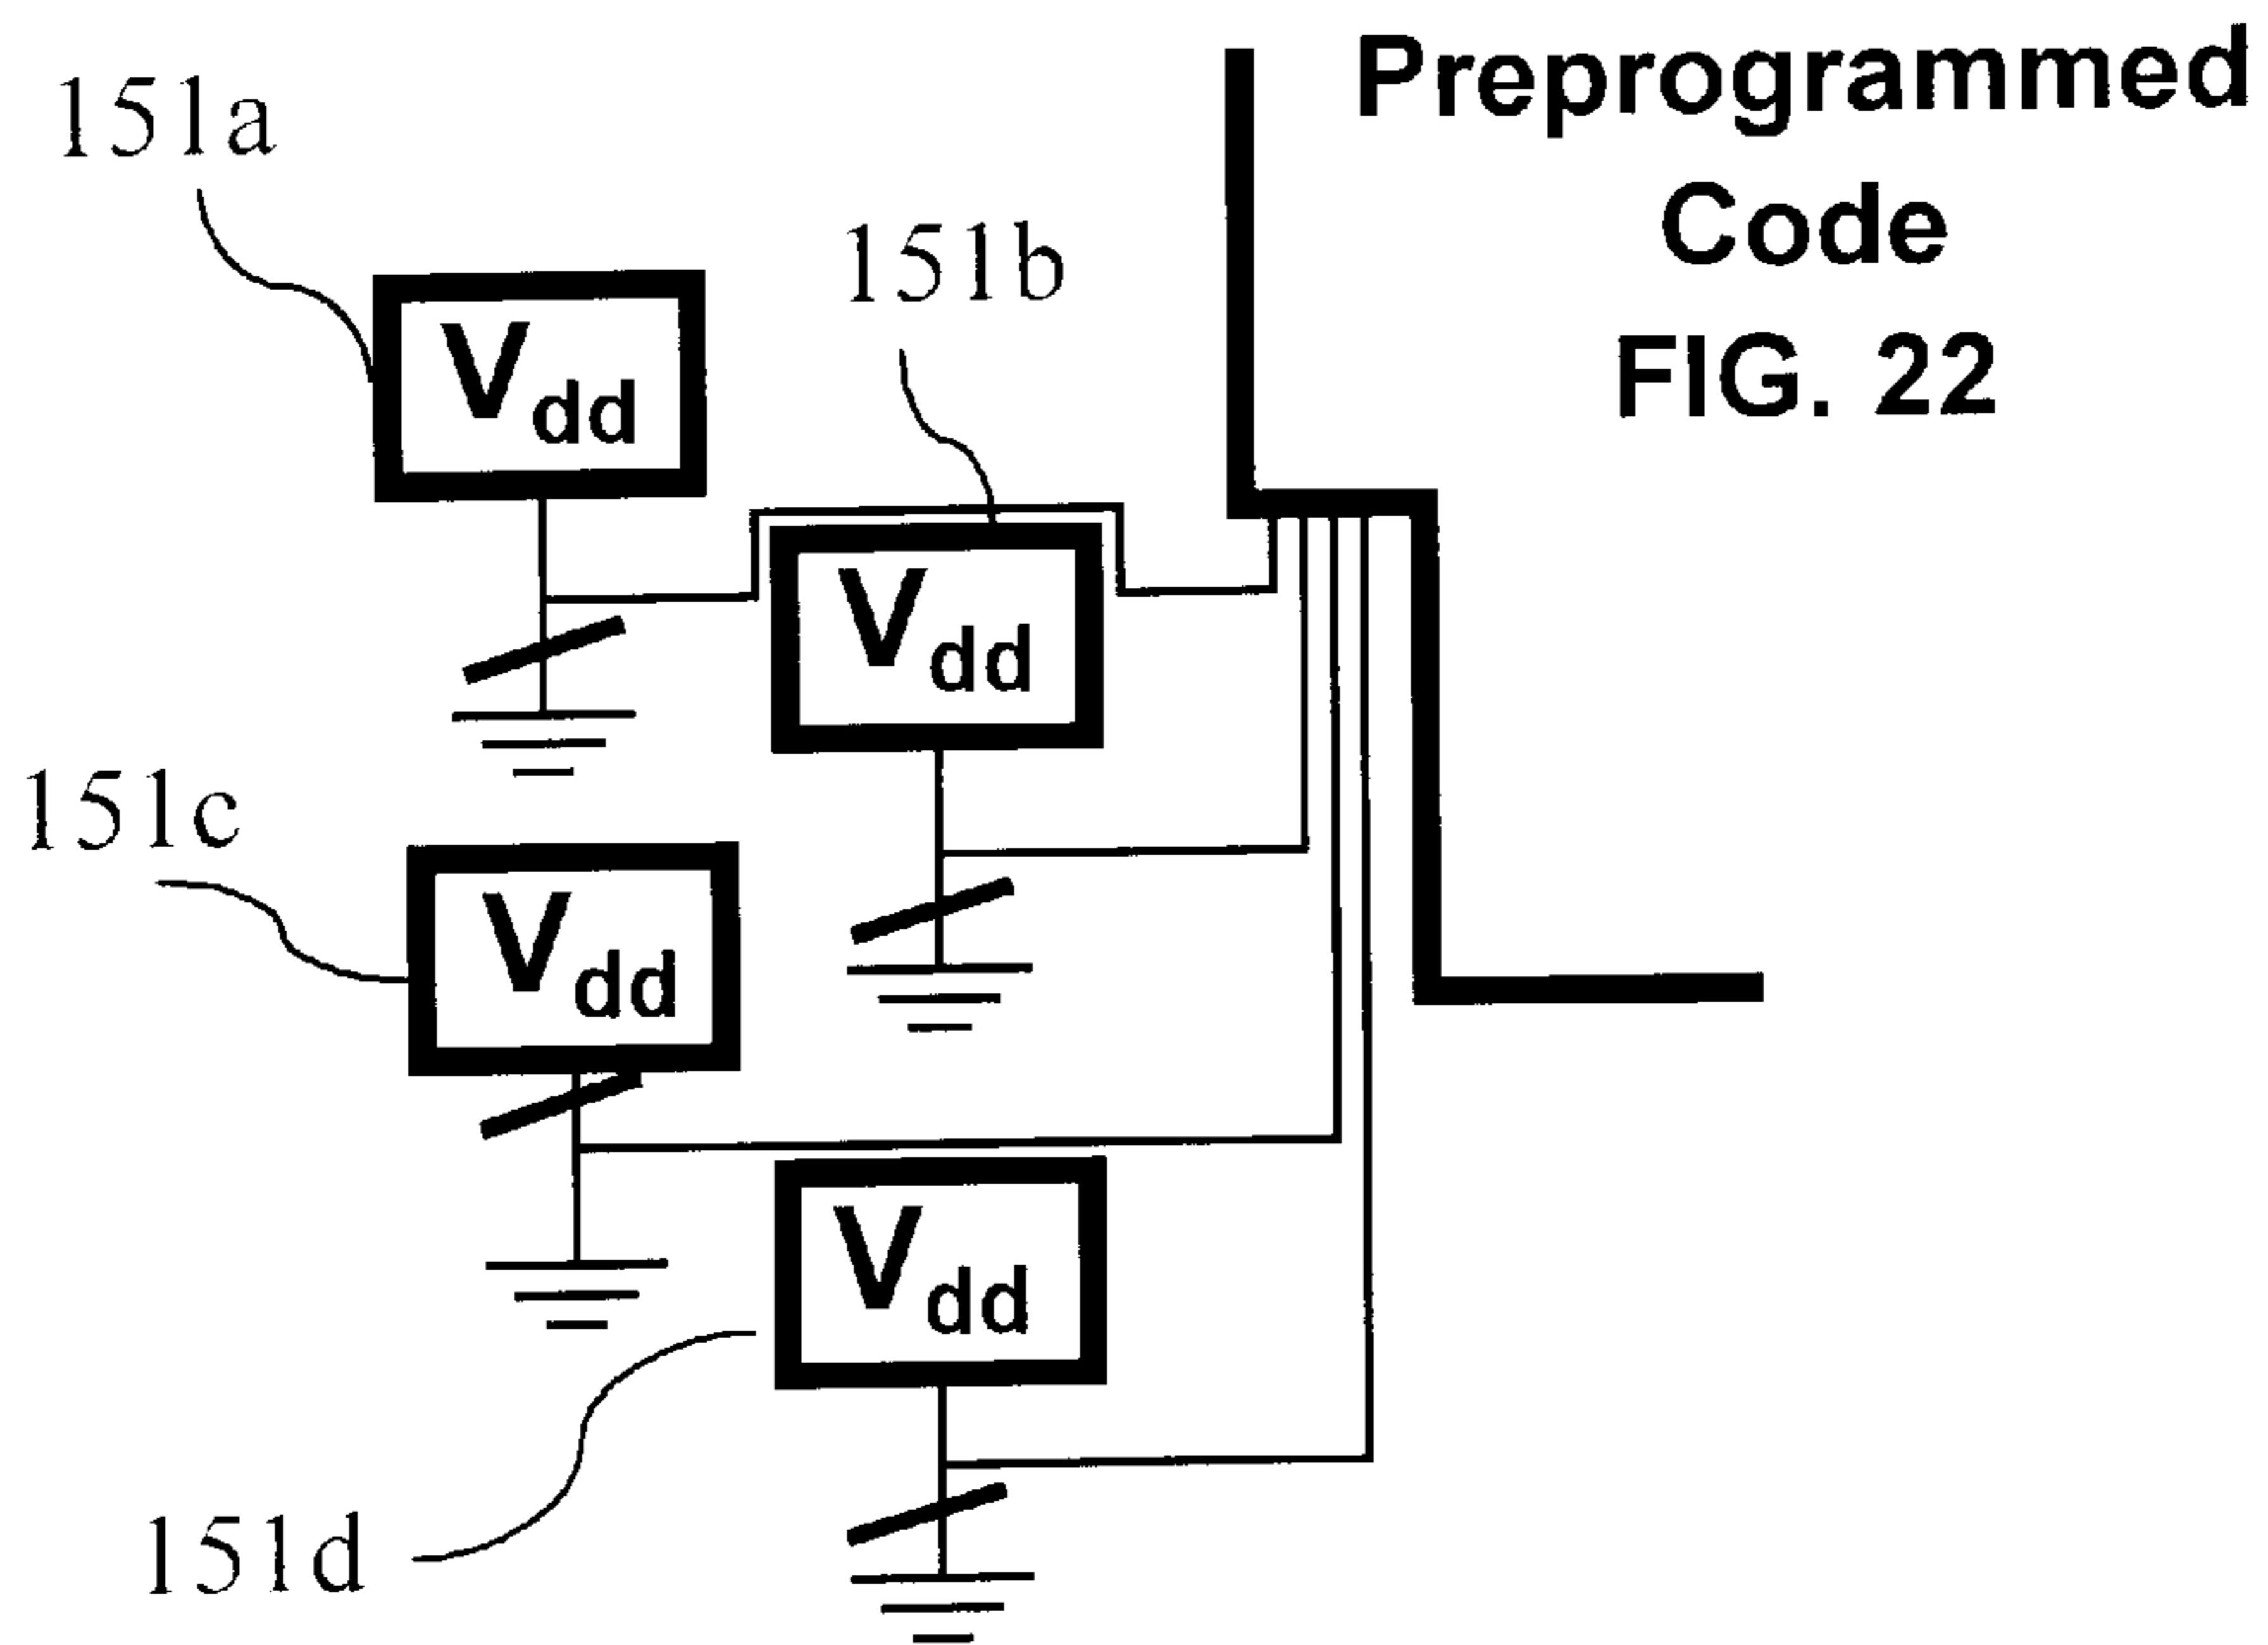 Preprogrammed
Code
FIG. 22
151a
151b
Vdd
Vdd
151c
Vdd
Vdd
151d